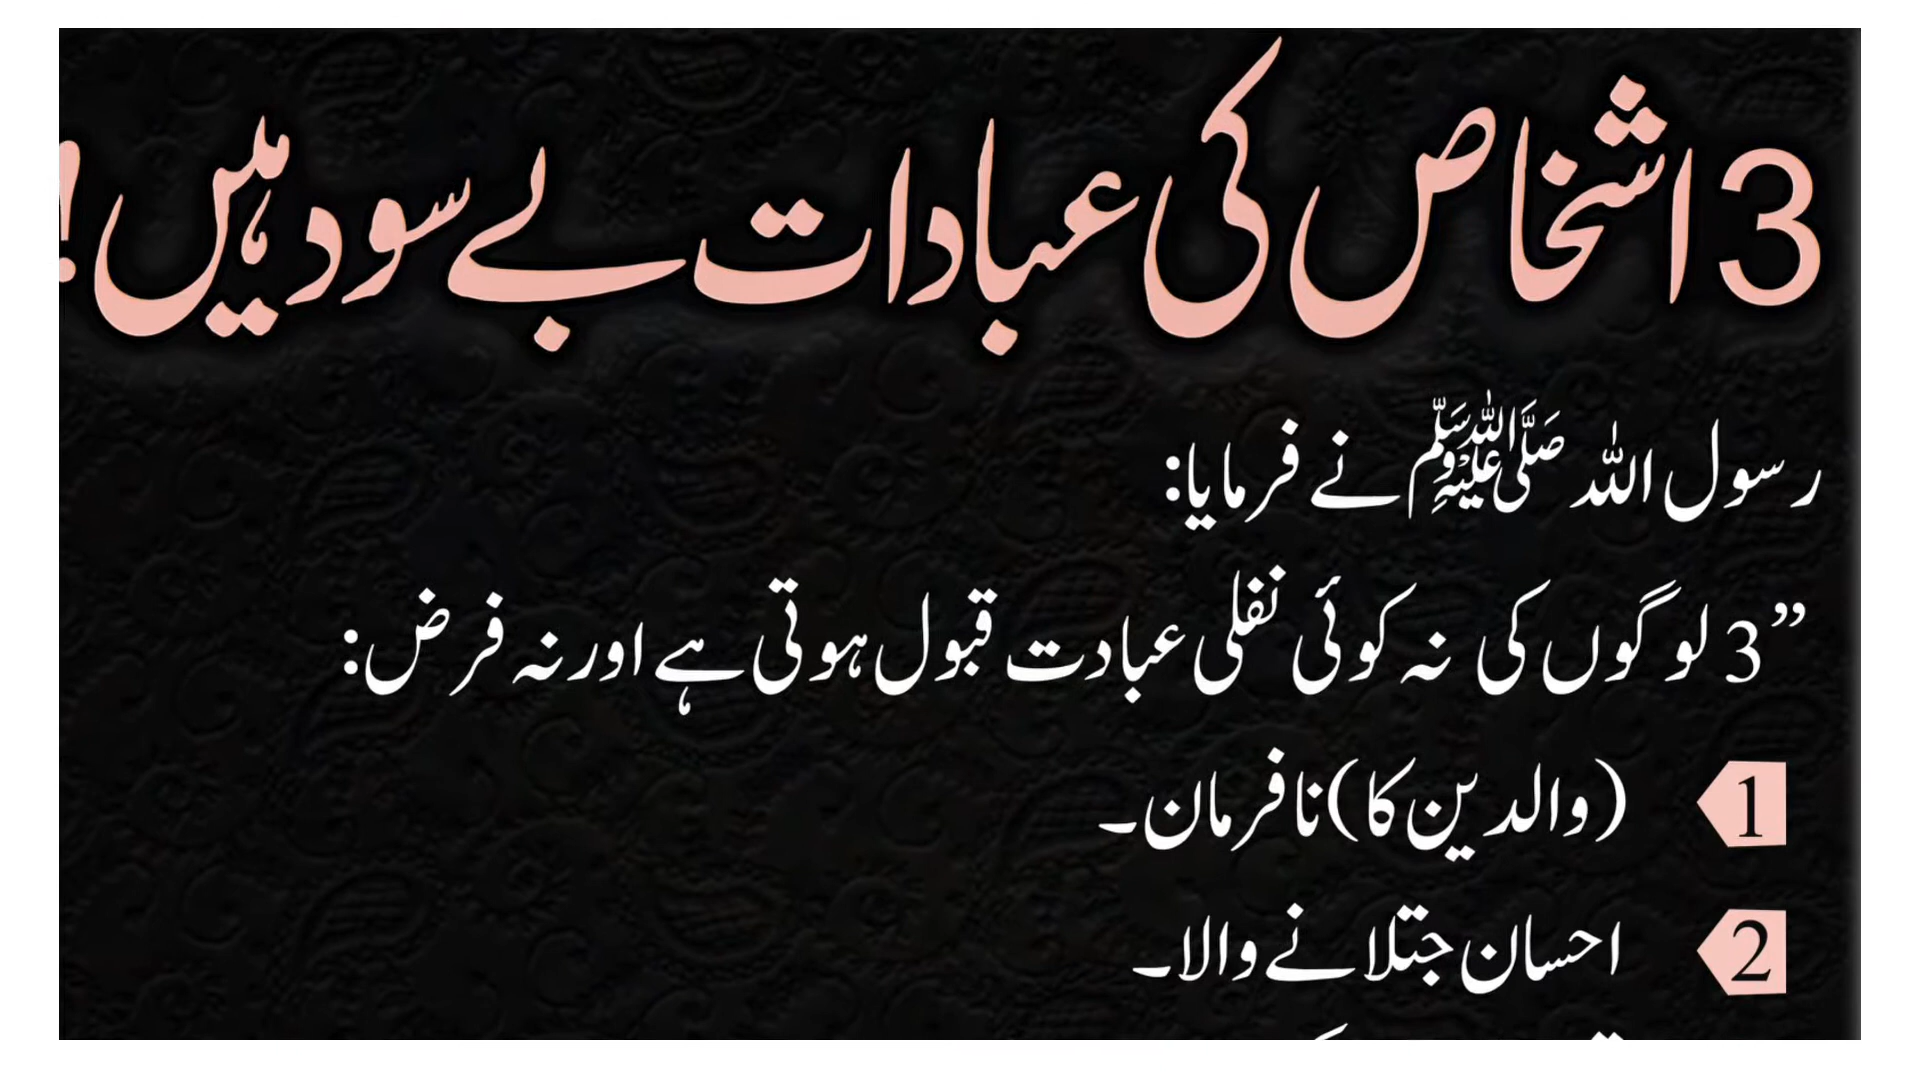 3 اشخاص کی عبادات بے سود ہیں!
رسول اللہ ﷺ نے فرمایا:
”3 لوگوں کی نہ کوئی نفلی عبادت قبول ہوتی ہے اور نہ فرض:
1 (والدین کا) نافرمان۔
2 احسان جتلانے والا۔